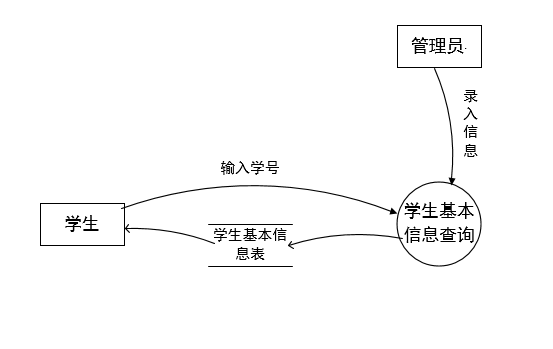 管理员
录
入
信
息
输入学号
学生基本
信息查询
学生
学生基本信
息表